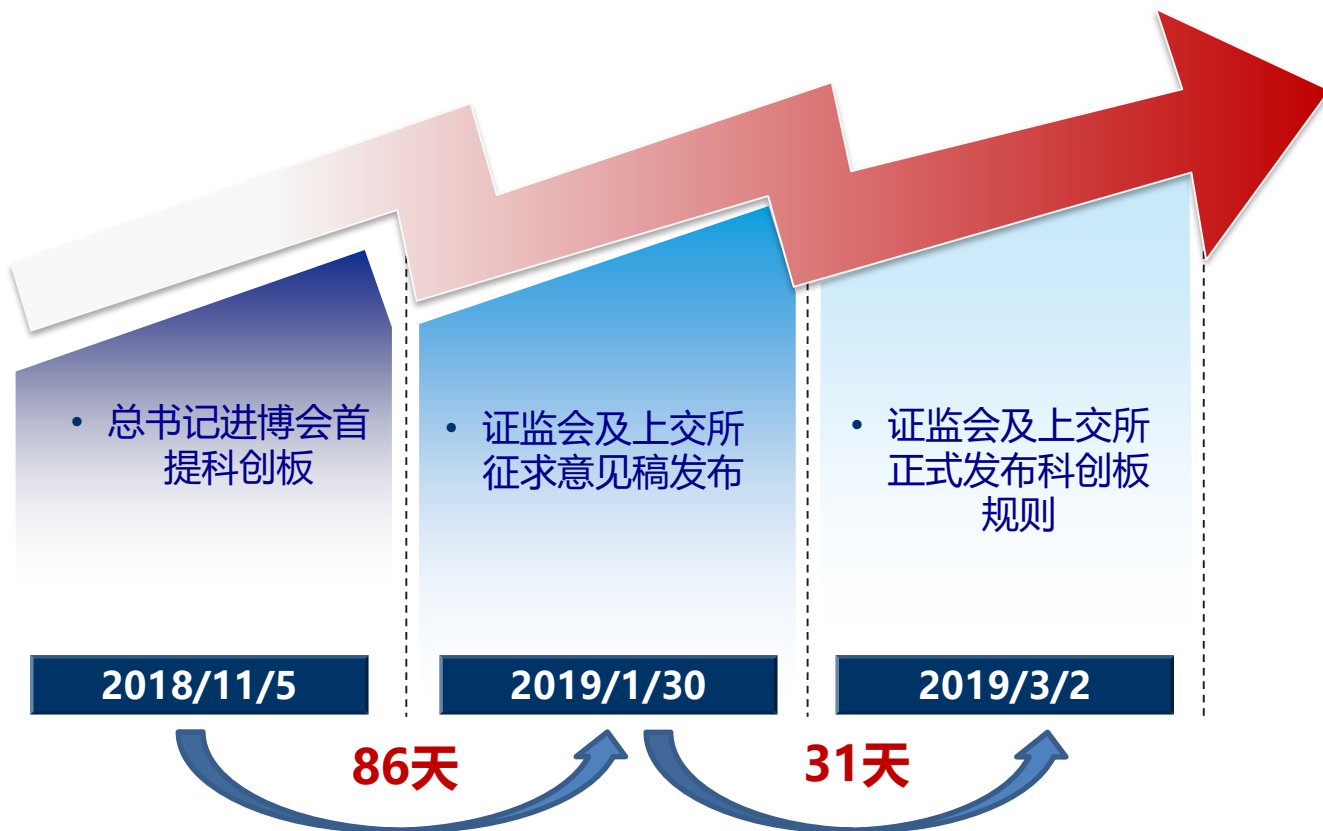 • 总书记进博会首
提科创板
• 证监会及上交所
征求意见稿发布
• 证监会及上交所
正式发布科创板
规则
2018/11/5
2019/1/30
2019/3/2
86天
31天